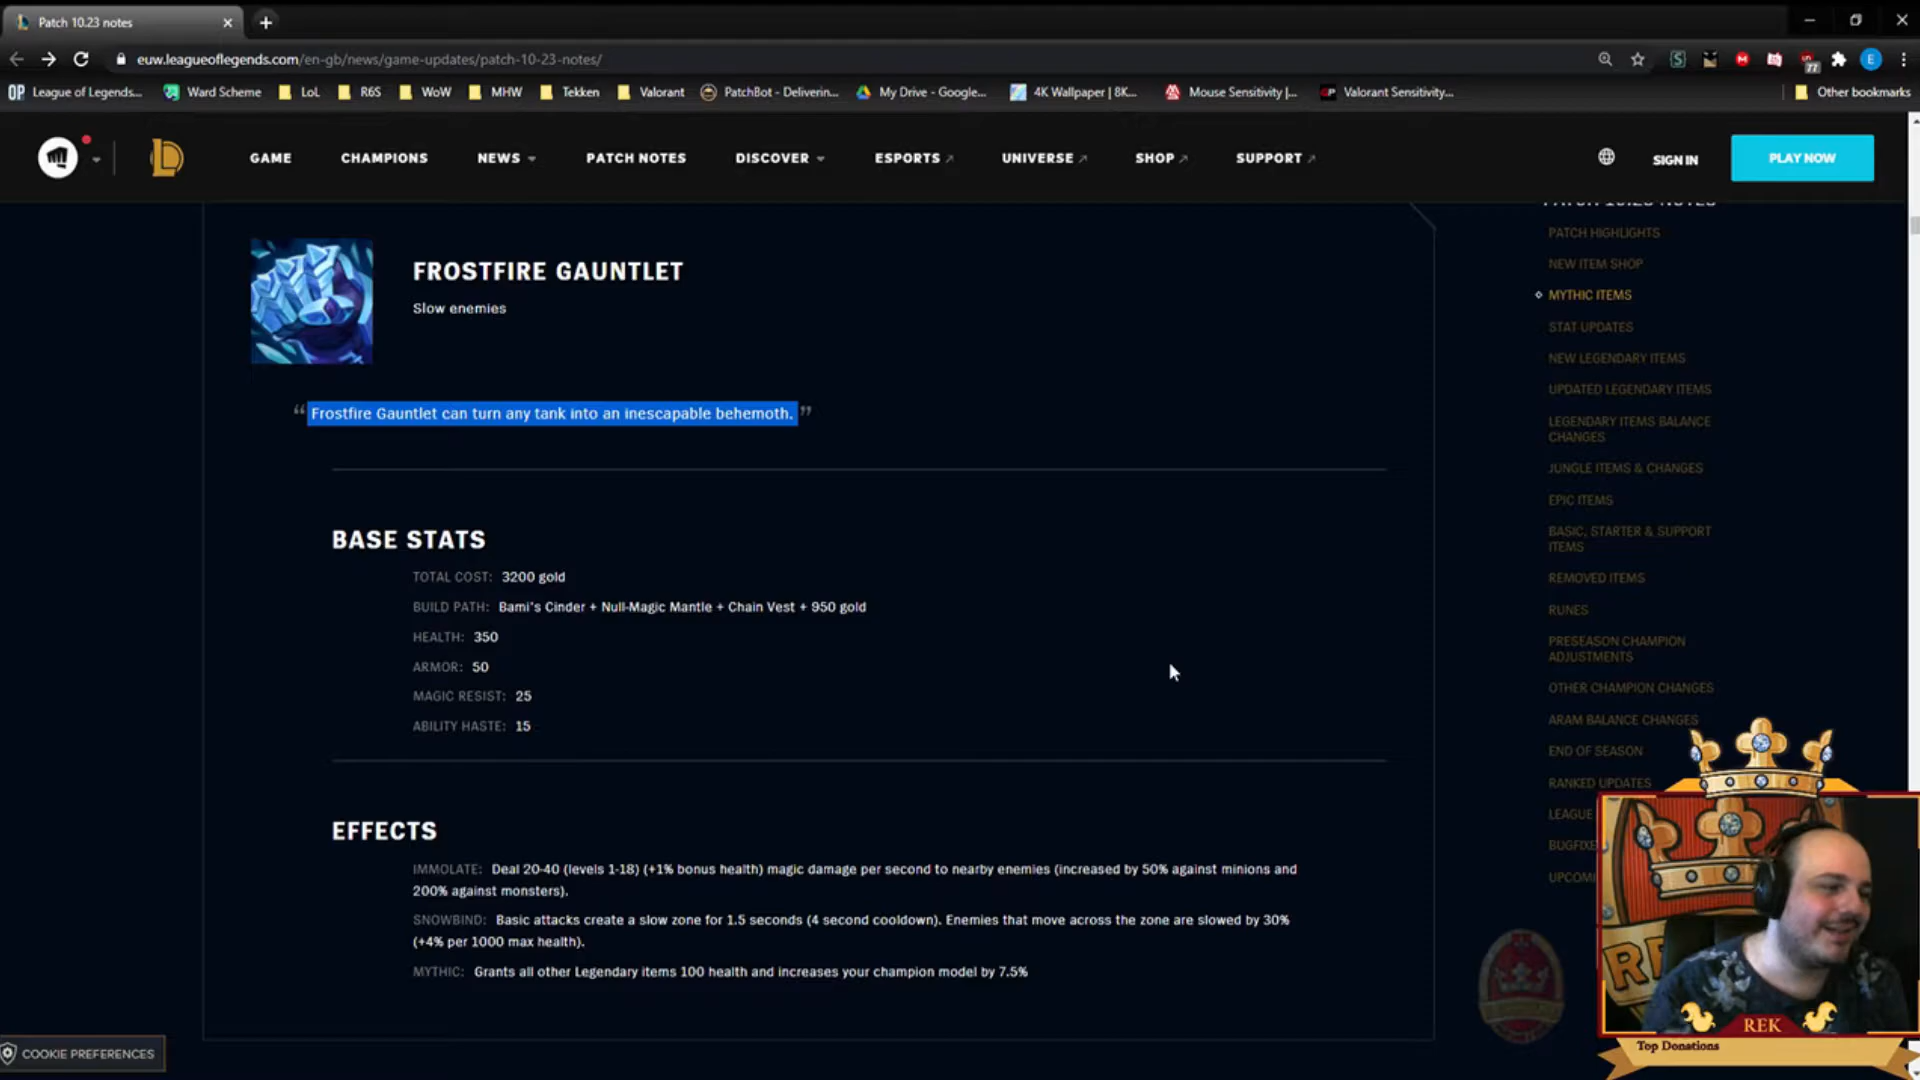 Patch 10.23 notes
euw.leagueoflegends.com/en-gb/news/game-updates/patch-10-23-notes/
77
E
OP League of Legends...
Ward Scheme
LoL
R6S
WoW
MHW
Tekken
Valorant
PatchBot - Deliverin...
My Drive - Google...
4K Wallpaper | 8K...
Mouse Sensitivity |...
Valorant Sensitivity...
Other bookmarks
GAME
CHAMPIONS
NEWS
PATCH NOTES
DISCOVER
ESPORTS
UNIVERSE
SHOP
SUPPORT
SIGN IN
PLAY NOW
FROSTFIRE GAUNTLET
Slow enemies
“ Frostfire Gauntlet can turn any tank into an inescapable behemoth. ”
BASE STATS
TOTAL COST: 3200 gold
BUILD PATH: Bami's Cinder + Null-Magic Mantle + Chain Vest + 950 gold
HEALTH: 350
ARMOR: 50
MAGIC RESIST: 25
ABILITY HASTE: 15
EFFECTS
IMMOLATE: Deal 20-40 (levels 1-18) (+1% bonus health) magic damage per second to nearby enemies (increased by 50% against minions and
200% against monsters).
SNOWBIND: Basic attacks create a slow zone for 1.5 seconds (4 second cooldown). Enemies that move across the zone are slowed by 30%
(+4% per 1000 max health).
MYTHIC: Grants all other Legendary items 100 health and increases your champion model by 7.5%
PATCH 10.23 NOTES
PATCH HIGHLIGHTS
NEW ITEM SHOP
MYTHIC ITEMS
STAT UPDATES
NEW LEGENDARY ITEMS
UPDATED LEGENDARY ITEMS
LEGENDARY ITEMS BALANCE
CHANGES
JUNGLE ITEMS & CHANGES
EPIC ITEMS
BASIC, STARTER & SUPPORT
ITEMS
REMOVED ITEMS
RUNES
PRESEASON CHAMPION
ADJUSTMENTS
OTHER CHAMPION CHANGES
ARAM BALANCE CHANGES
END OF SEASON
RANKED UPDATES
LEAGUE
BUGFIXE
UPCOMI
COOKIE PREFERENCES
REK
Top Donations